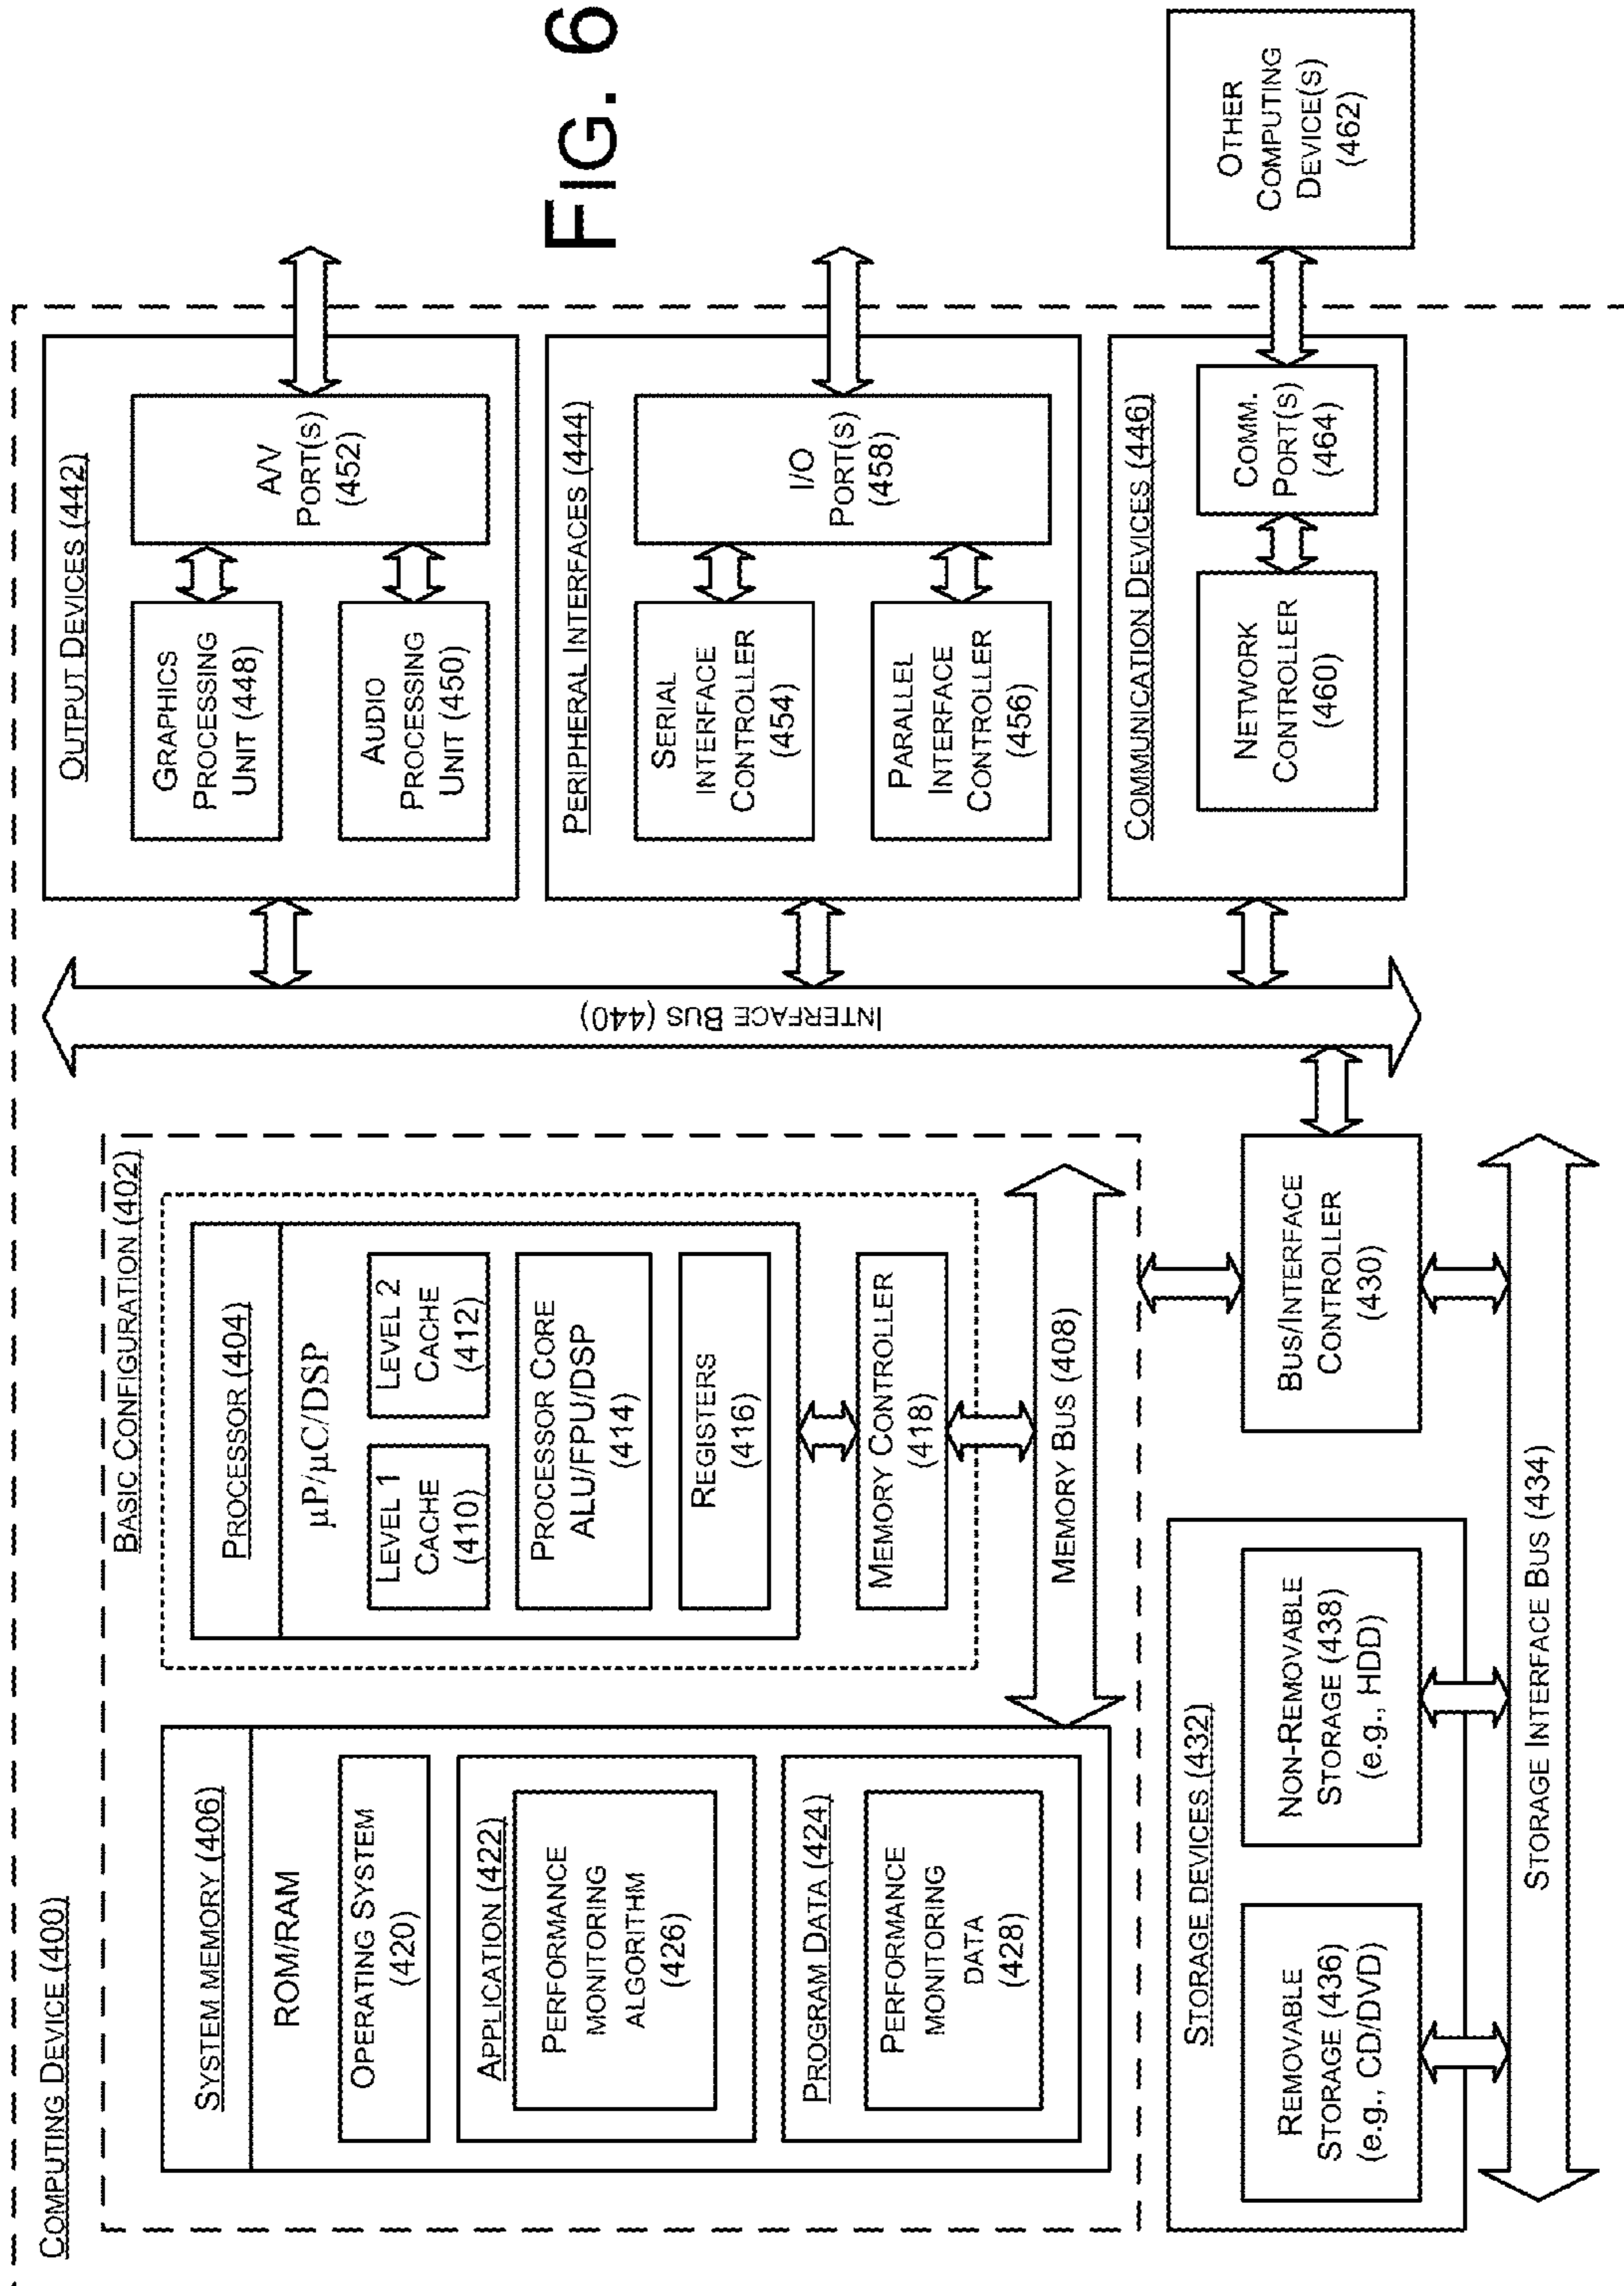 COMPUTING DEVICE (400)
BASIC CONFIGURATION (402)
SYSTEM MEMORY (406)
ROM/RAM
OPERATING SYSTEM
(420)
APPLICATION (422)
PERFORMANCE
MONITORING
ALGORITHM
(426)
PROGRAM DATA (424)
PERFORMANCE
MONITORING
DATA
(428)
PROCESSOR (404)
µP/µC/DSP
LEVEL 1
CACHE
(410)
LEVEL 2
CACHE
(412)
PROCESSOR CORE
ALU/FPU/DSP
(414)
REGISTERS
(416)
MEMORY CONTROLLER
(418)
MEMORY BUS (408)
STORAGE DEVICES (432)
REMOVABLE
STORAGE (436)
(e.g., CD/DVD)
NON-REMOVABLE
STORAGE (438)
(e.g., HDD)
BUS/INTERFACE
CONTROLLER
(430)
STORAGE INTERFACE BUS (434)
INTERFACE BUS (440)
OUTPUT DEVICES (442)
GRAPHICS
PROCESSING
UNIT (448)
AUDIO
PROCESSING
UNIT (450)
A/V
PORT(S)
(452)
PERIPHERAL INTERFACES (444)
SERIAL
INTERFACE
CONTROLLER
(454)
PARALLEL
INTERFACE
CONTROLLER
(456)
I/O
PORT(S)
(458)
COMMUNICATION DEVICES (446)
NETWORK
CONTROLLER
(460)
COMM.
PORT(S)
(464)
OTHER
COMPUTING
DEVICE(S)
(462)
FIG. 6